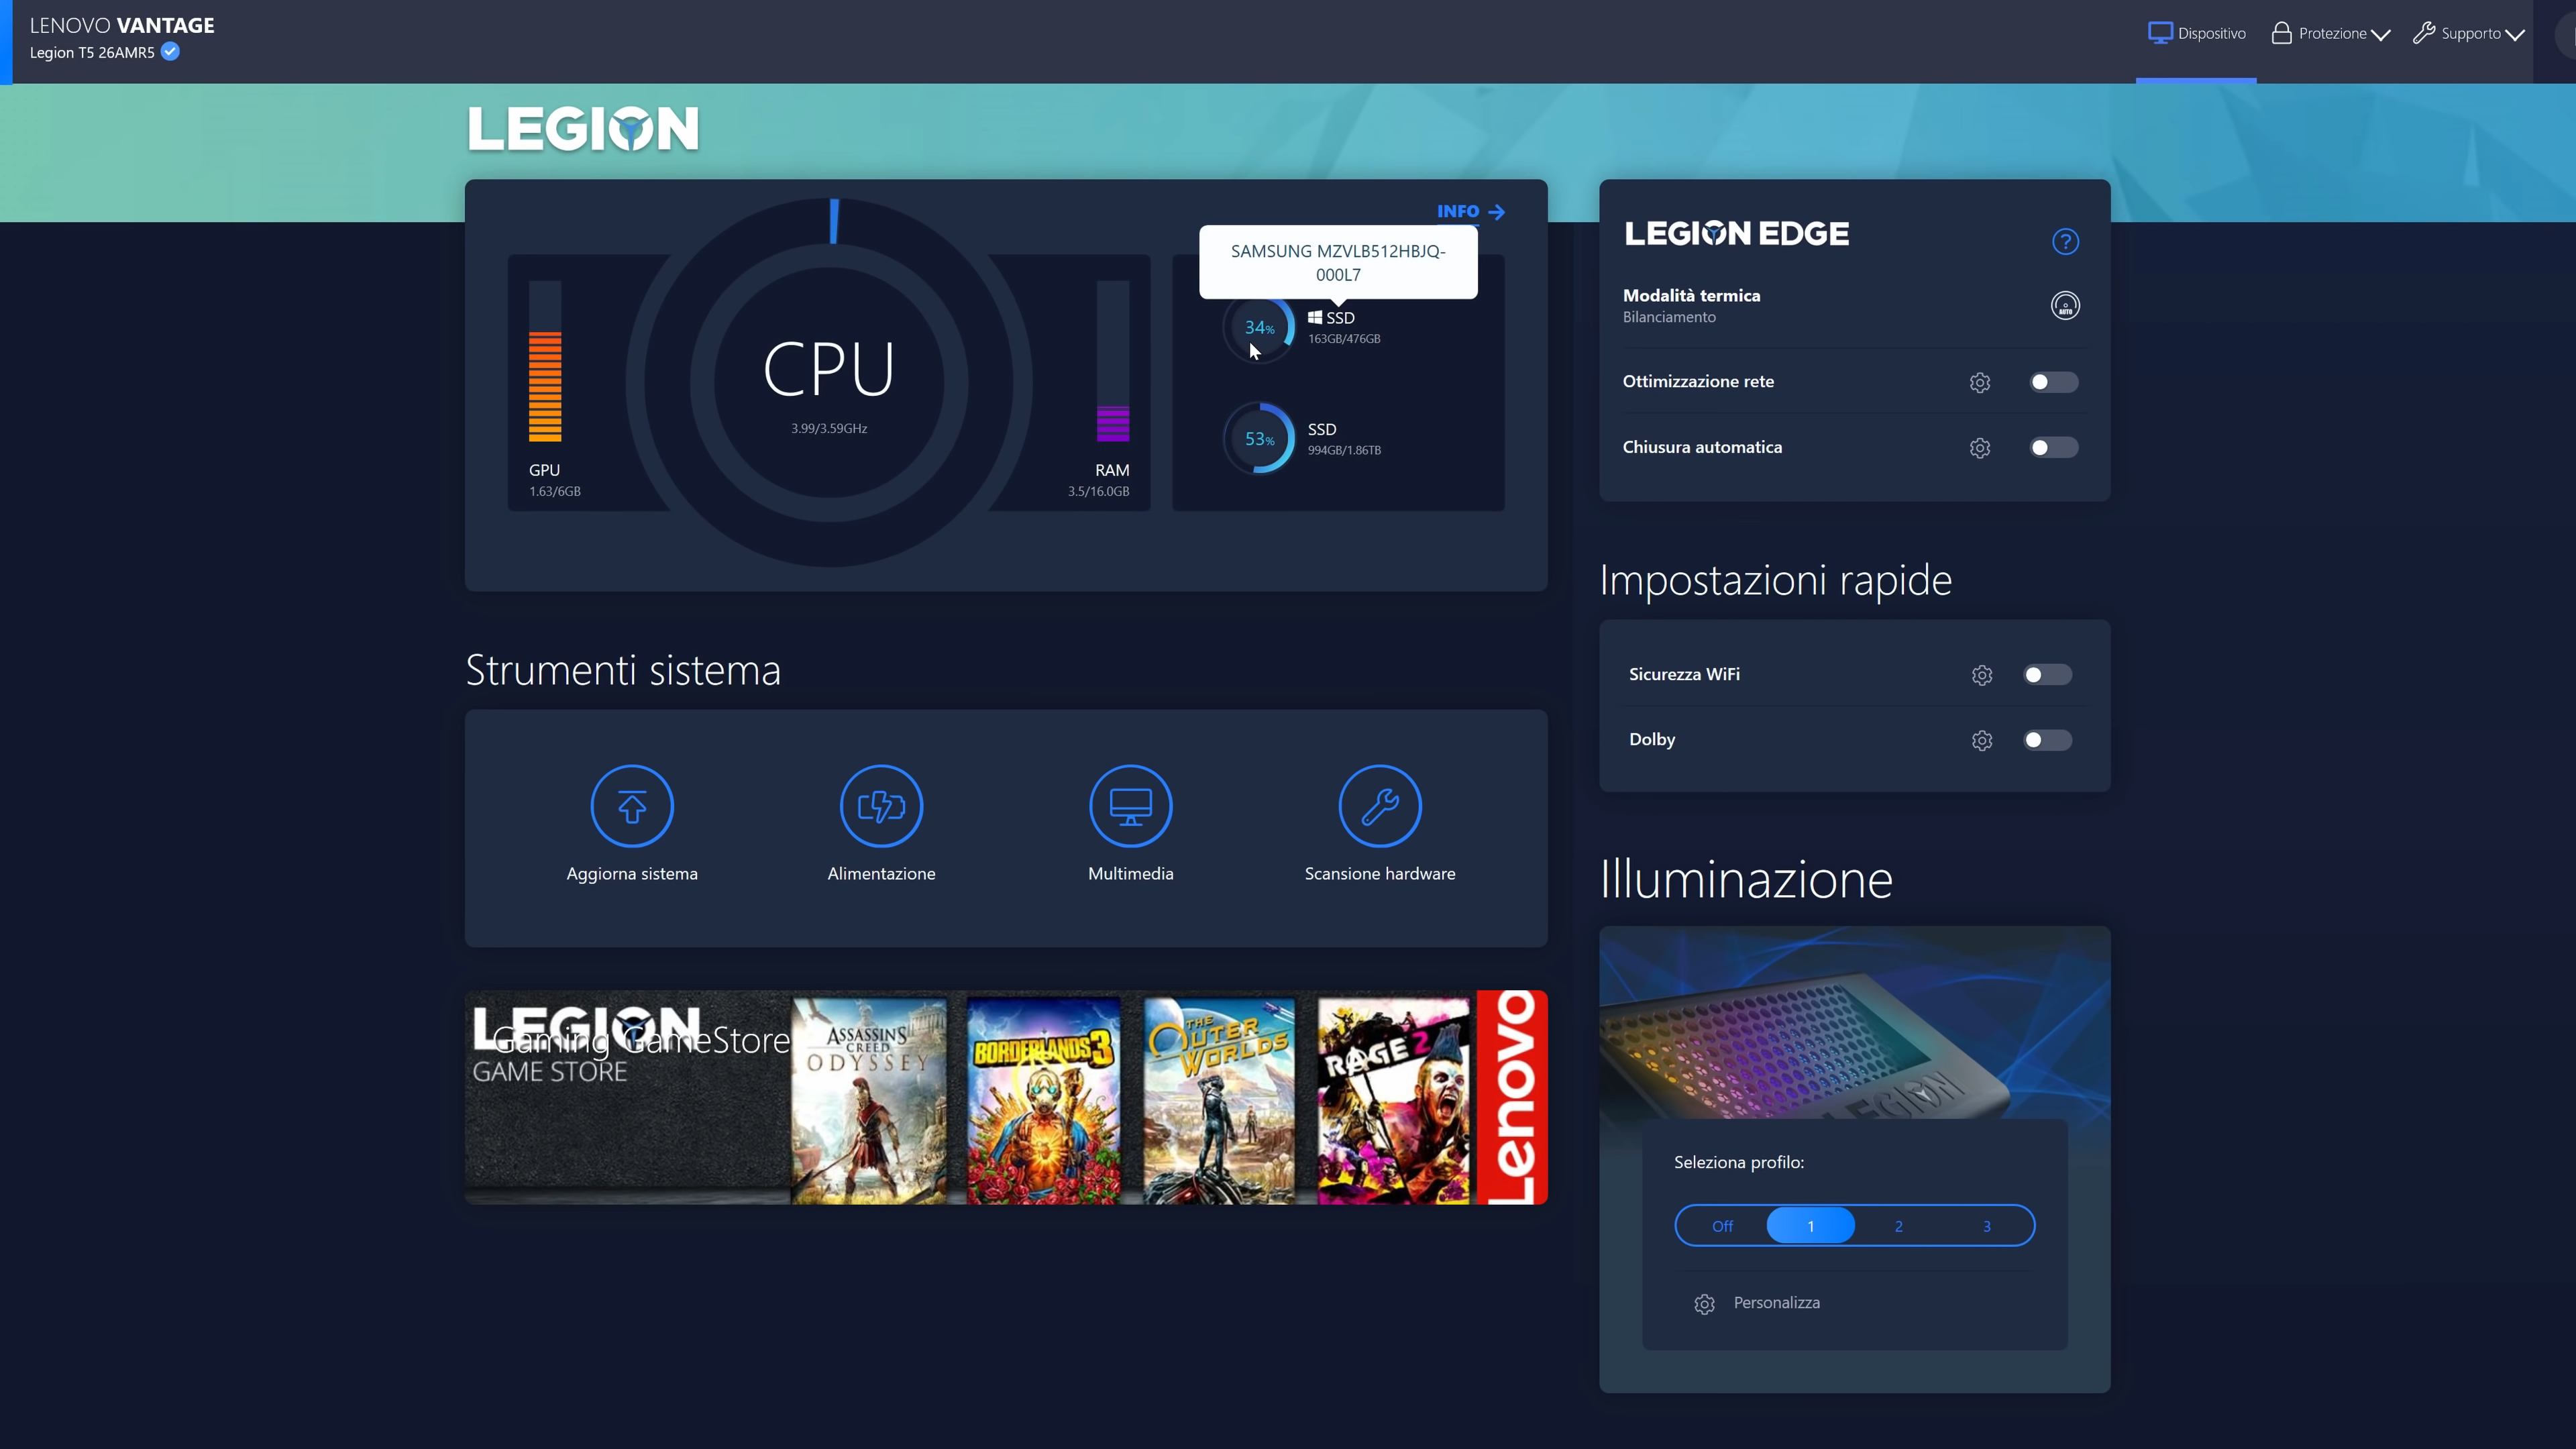 LENOVO VANTAGE
Legion T5 26AMR5
Dispositivo
Protezione
Supporto
LEGION
INFO
SAMSUNG MZVLB512HBJQ-
000L7
34%
SSD
163GB/476GB
CPU
3.99/3.59GHz
53%
SSD
994GB/1.86TB
GPU
1.63/6GB
RAM
3.5/16.0GB
LEGION EDGE
?
Modalità termica
Bilanciamento
AUTO
Ottimizzazione rete
Chiusura automatica
Impostazioni rapide
Sicurezza WiFi
Dolby
Strumenti sistema
Aggiorna sistema
Alimentazione
Multimedia
Scansione hardware
LEGION
Gaming GameStore
GAME STORE
ASSASSIN'S
CREED
ODYSSEY
BORDERLANDS 3
THE
OUTER
WORLDS
RAGE 2
Lenovo
Illuminazione
LEGION
Seleziona profilo:
Off
1
2
3
Personalizza